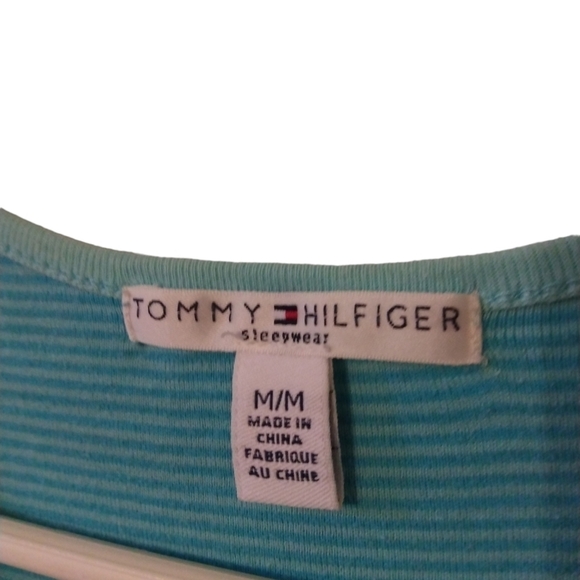 TOMMY HILFIGER
sleepwear
M/M
MADE IN
CHINA
FABRIQUE
AU CHINE